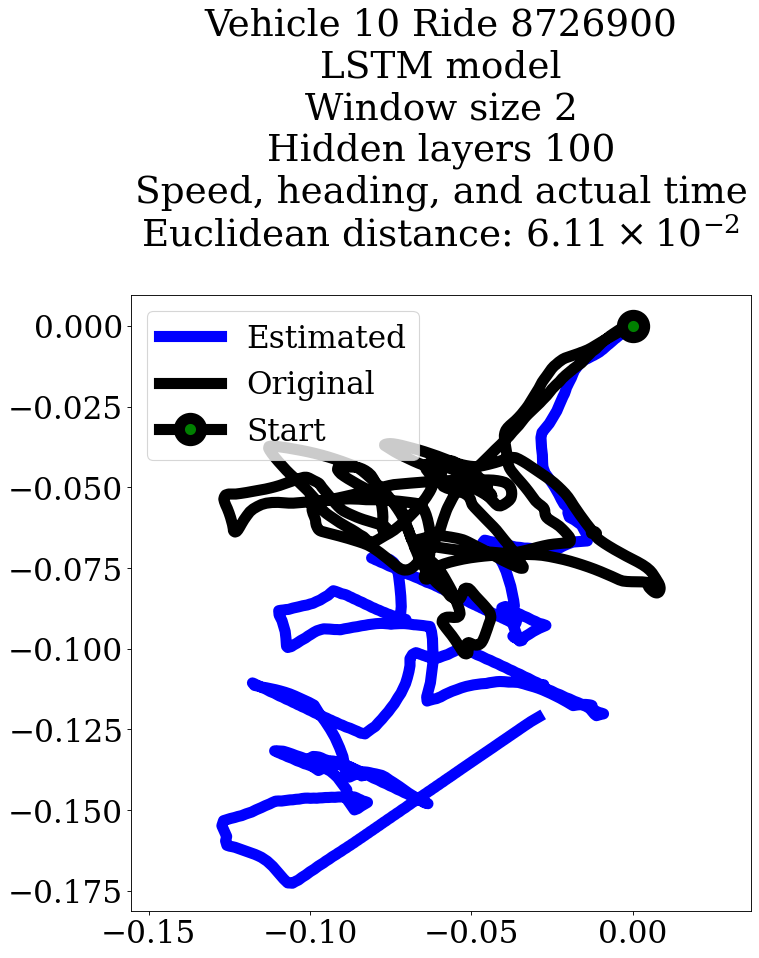 Vehicle 10 Ride 8726900
LSTM model
Window size 2
Hidden layers 100
Speed, heading, and actual time
Euclidean distance: 6.11 × 10⁻²
Estimated
Original
Start
0.000
−0.025
−0.050
−0.075
−0.100
−0.125
−0.150
−0.175
−0.15
−0.10
−0.05
0.00